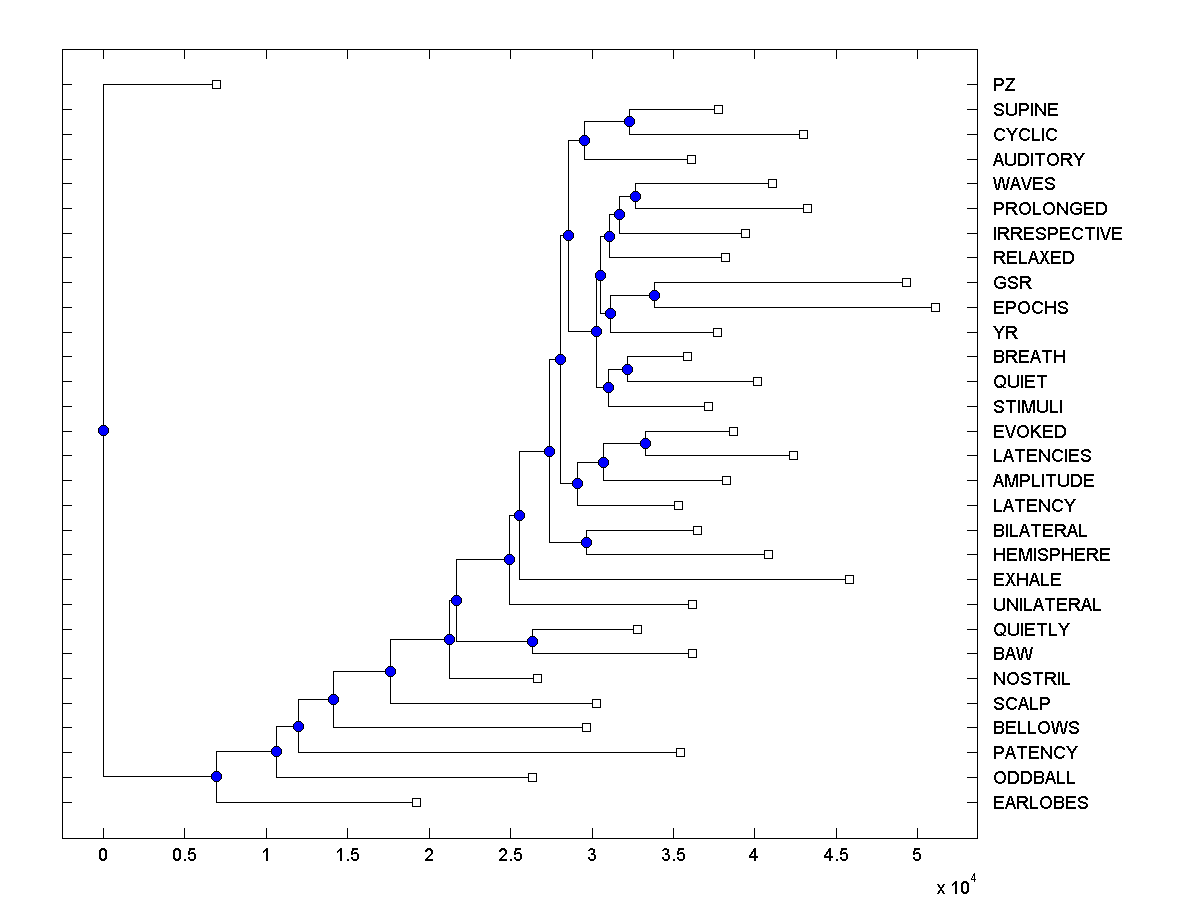 PZ
SUPINE
CYCLIC
AUDITORY
WAVES
PROLONGED
IRRESPECTIVE
RELAXED
GSR
EPOCHS
YR
BREATH
QUIET
STIMULI
EVOKED
LATENCIES
AMPLITUDE
LATENCY
BILATERAL
HEMISPHERE
EXHALE
UNILATERAL
QUIETLY
BAW
NOSTRIL
SCALP
BELLOWS
PATENCY
ODDBALL
EARLOBES
0 0.5 1 1.5 2 2.5 3 3.5 4 4.5 5
x 10^4